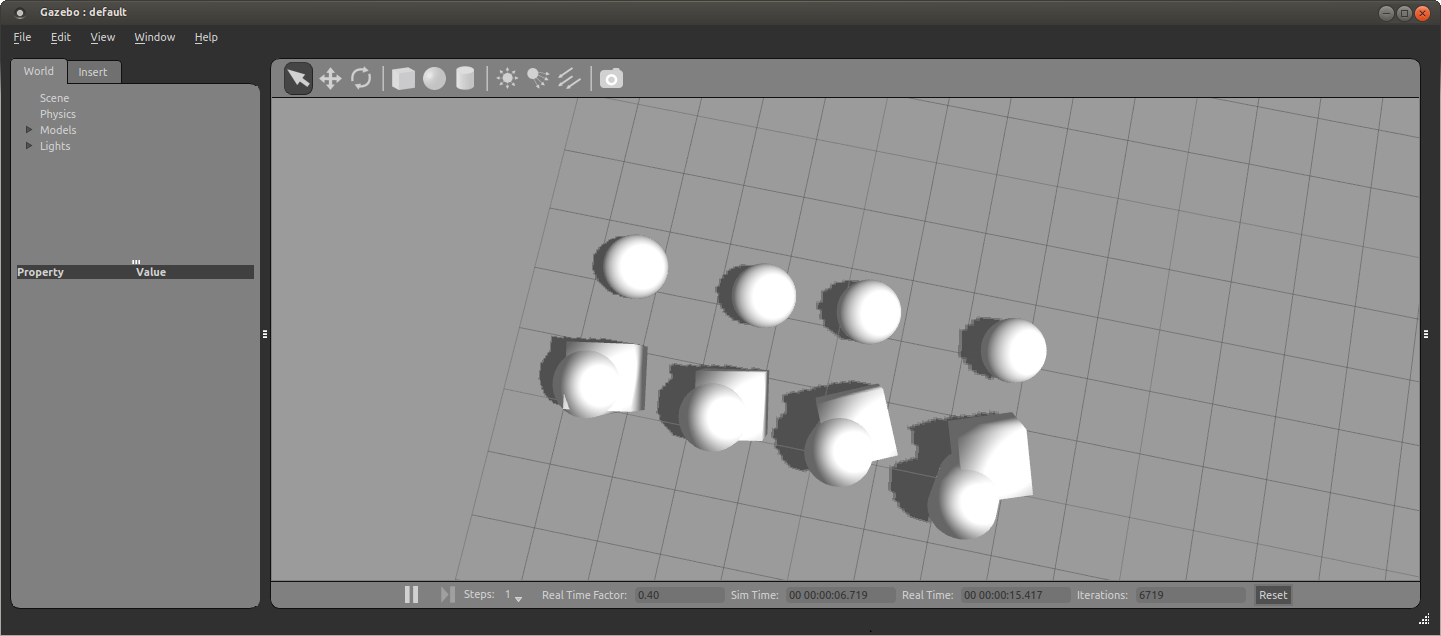 Gazebo : default
File Edit View Window Help
World Insert
Scene
Physics
Models
Lights
Property Value
Steps: 1 Real Time Factor: 0.40 Sim Time: 00 00:00:06.719 Real Time: 00 00:00:15.417 Iterations: 6719 Reset